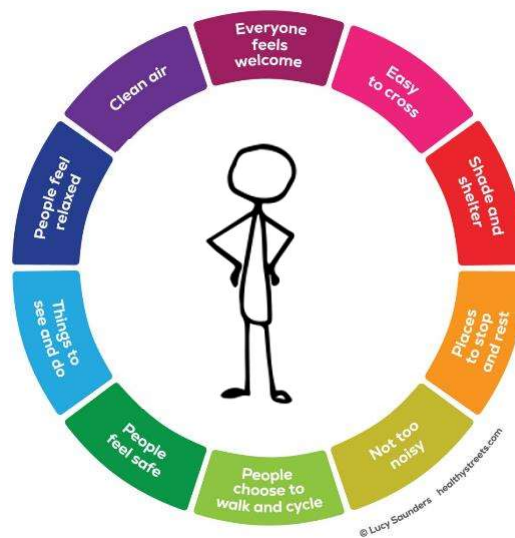 Everyone
feels
welcome
Easy
to cross
Shade and
shelter
Places
to stop
and rest
Not too
noisy
People
choose to
walk and cycle
People
feel safe
Things to
see and do
People feel
relaxed
Clean air
© Lucy Saunders healthystreets.com